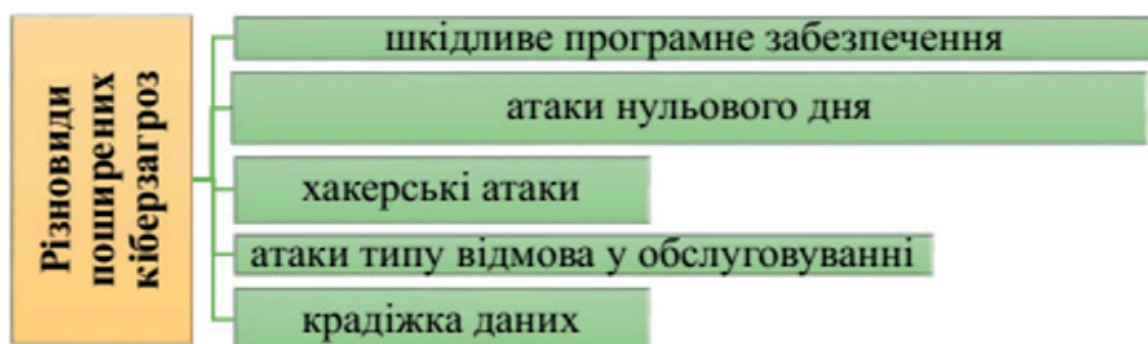 Різновиди
поширених
кіберзагроз
шкідливе програмне забезпечення
атаки нульового дня
хакерські атаки
атаки типу відмова у обслуговуванні
крадіжка даних